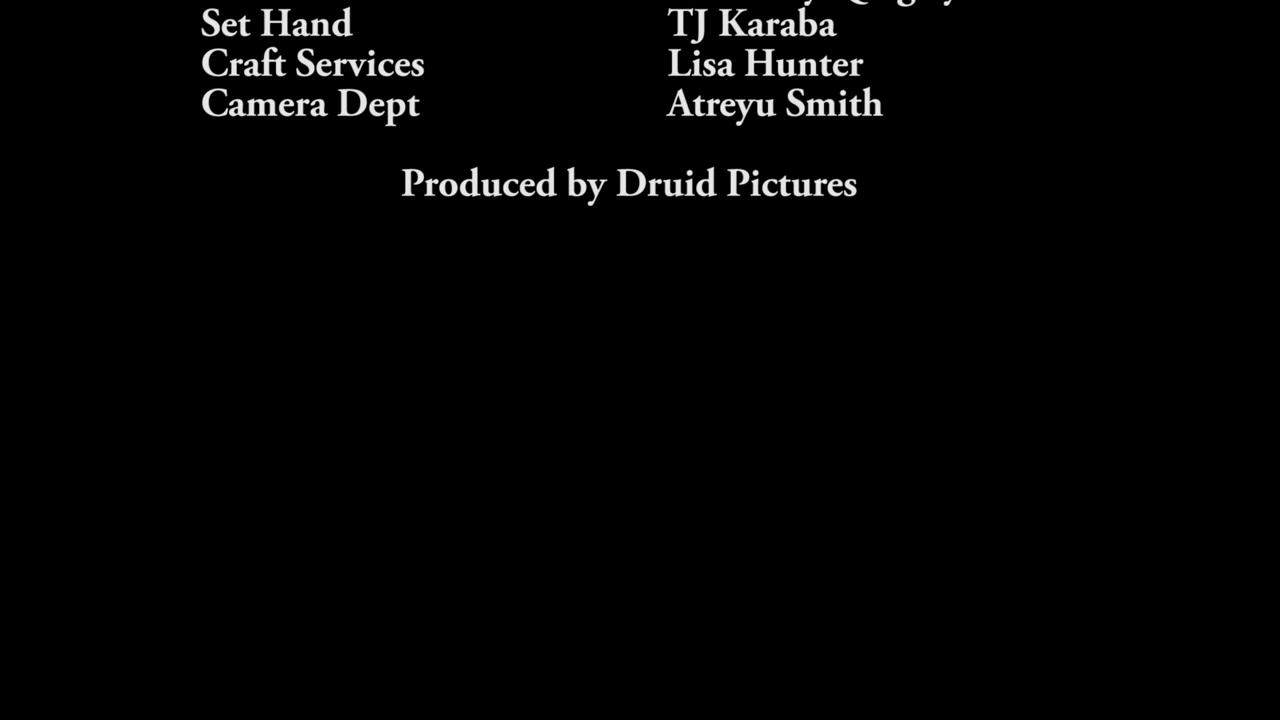 Set Hand TJ Karaba
Craft Services Lisa Hunter
Camera Dept Atreyu Smith
Produced by Druid Pictures